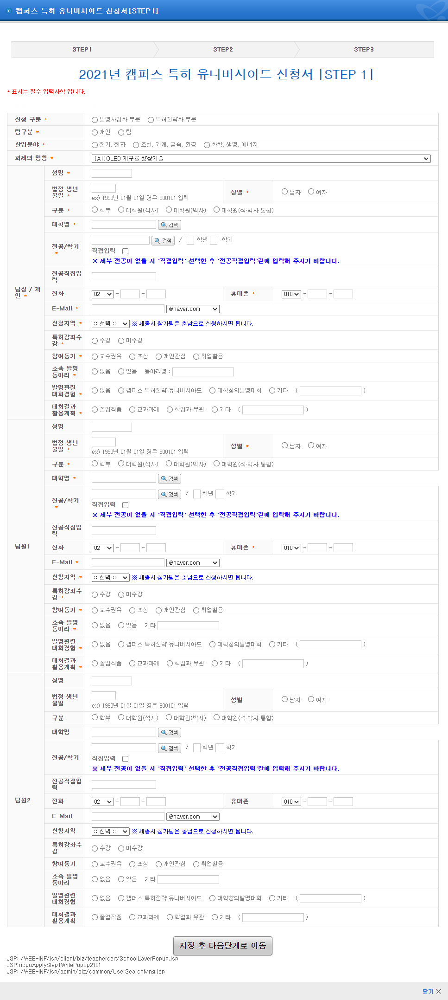 캠퍼스 특허 유니버시아드 신청서[STEP1]
STEP1 STEP2 STEP3
2021년 캠퍼스 특허 유니버시아드 신청서 [STEP 1]
* 표시는 필수 입력사항 입니다.
신청 구분 * 발명사업화 부문 특허전략화 부문
팀구분 * 개인 팀
산업분야 * 전기, 전자 조선, 기계, 금속, 환경 화학, 생명, 에너지
과제의 명칭 * [A1]OLED 개구율 향상기술
팀장 / 개인 *
성명 *
법정 생년월일 * ex) 1990년 01월 01일 경우 900101 입력 성별 * 남자 여자
구분 * 학부 대학원(석사) 대학원(박사) 대학원(석·박사 통합)
대학명 * 검색
전공/학기 * 검색 / 학년 학기
직접입력
※ 세부 전공이 없을 시 '직접입력' 선택한 후 '전공직접입력'란에 입력해 주시기 바랍니다.
전공직접입력
전화 02 - - 휴대폰 * 010 - -
E-Mail * @naver.com
신청지역 * :: 선택 :: ※ 세종시 참가팀은 충남으로 신청하시면 됩니다.
특허강좌수강 * 수강 미수강
참여동기 * 교수권유 포상 개인관심 취업활용
소속 발명동아리 * 없음 있음 동아리명 :
발명관련 대회경험 * 없음 캠퍼스 특허전략 유니버시아드 대학창의발명대회 기타 ( )
대회결과 활용계획 * 졸업작품 교과과제 학업과 무관 기타 ( )
팀원1
성명
법정 생년월일 * ex) 1990년 01월 01일 경우 900101 입력 성별 * 남자 여자
구분 * 학부 대학원(석사) 대학원(박사) 대학원(석·박사 통합)
대학명 * 검색
전공/학기 * 검색 / 학년 학기
직접입력
※ 세부 전공이 없을 시 '직접입력' 선택한 후 '전공직접입력'란에 입력해 주시기 바랍니다.
전공직접입력
전화 02 - - 휴대폰 * 010 - -
E-Mail * @naver.com
신청지역 * :: 선택 :: ※ 세종시 참가팀은 충남으로 신청하시면 됩니다.
특허강좌수강 * 수강 미수강
참여동기 * 교수권유 포상 개인관심 취업활용
소속 발명동아리 * 없음 있음 기타
발명관련 대회경험 * 없음 캠퍼스 특허전략 유니버시아드 대학창의발명대회 기타 ( )
대회결과 활용계획 * 졸업작품 교과과제 학업과 무관 기타 ( )
팀원2
성명
법정 생년월일 ex) 1990년 01월 01일 경우 900101 입력 성별 남자 여자
구분 학부 대학원(석사) 대학원(박사) 대학원(석·박사 통합)
대학명 검색
전공/학기 검색 / 학년 학기
직접입력
※ 세부 전공이 없을 시 '직접입력' 선택한 후 '전공직접입력'란에 입력해 주시기 바랍니다.
전공직접입력
전화 02 - - 휴대폰 010 - -
E-Mail @naver.com
신청지역 :: 선택 :: ※ 세종시 참가팀은 충남으로 신청하시면 됩니다.
특허강좌수강 수강 미수강
참여동기 교수권유 포상 개인관심 취업활용
소속 발명동아리 없음 있음 기타
발명관련 대회경험 없음 캠퍼스 특허전략 유니버시아드 대학창의발명대회 기타 ( )
대회결과 활용계획 졸업작품 교과과제 학업과 무관 기타 ( )
저장 후 다음단계로 이동
JSP: /WEB-INF/jsp/client/biz/teachercert/SchoolLayerPopup.jsp
JSP:ncpuApplyStep1WritePopup2101
JSP: /WEB-INF/jsp/admin/biz/common/UserSearchMng.jsp
닫기 ×